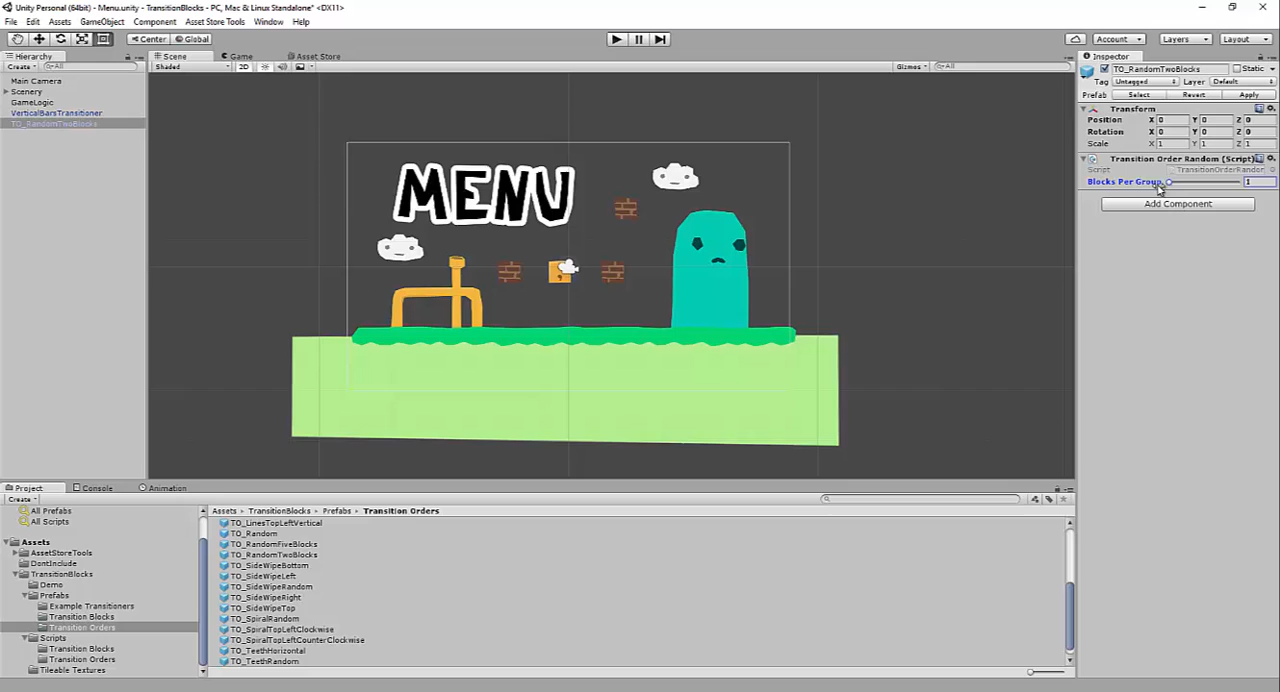 Unity Personal (64bit) - Menu.unity - TransitionBlocks - PC, Mac & Linux Standalone* <DX11>
File Edit Assets GameObject Component Asset Store Tools Window Help
Center Global Account Layers Layout
Hierarchy Scene Game Asset Store Inspector
Create All Shaded 2D Gizmos All
Main Camera
Scenery
GameLogic
VerticalBarsTransitioner
TO_RandomTwoBlocks
MENU
TO_RandomTwoBlocks Static
Tag Untagged Layer Default
Prefab Select Revert Apply
Transform
Position X 0 Y 0 Z 0
Rotation X 0 Y 0 Z 0
Scale X 1 Y 1 Z 1
Transition Order Random (Script)
Script TransitionOrderRandor
Blocks Per Group 1
Add Component
Project Console Animation
Create
All Prefabs
All Scripts
Assets
AssetStoreTools
DontInclude
TransitionBlocks
Demo
Prefabs
Example Transitioners
Transition Blocks
Transition Orders
Scripts
Transition Blocks
Transition Orders
Tileable Textures
Assets TransitionBlocks Prefabs Transition Orders
TO_LinesTopLeftVertical
TO_Random
TO_RandomFiveBlocks
TO_RandomTwoBlocks
TO_SideWipeBottom
TO_SideWipeLeft
TO_SideWipeRandom
TO_SideWipeRight
TO_SideWipeTop
TO_SpiralRandom
TO_SpiralTopLeftClockwise
TO_SpiralTopLeftCounterClockwise
TO_TeethHorizontal
TO_TeethRandom